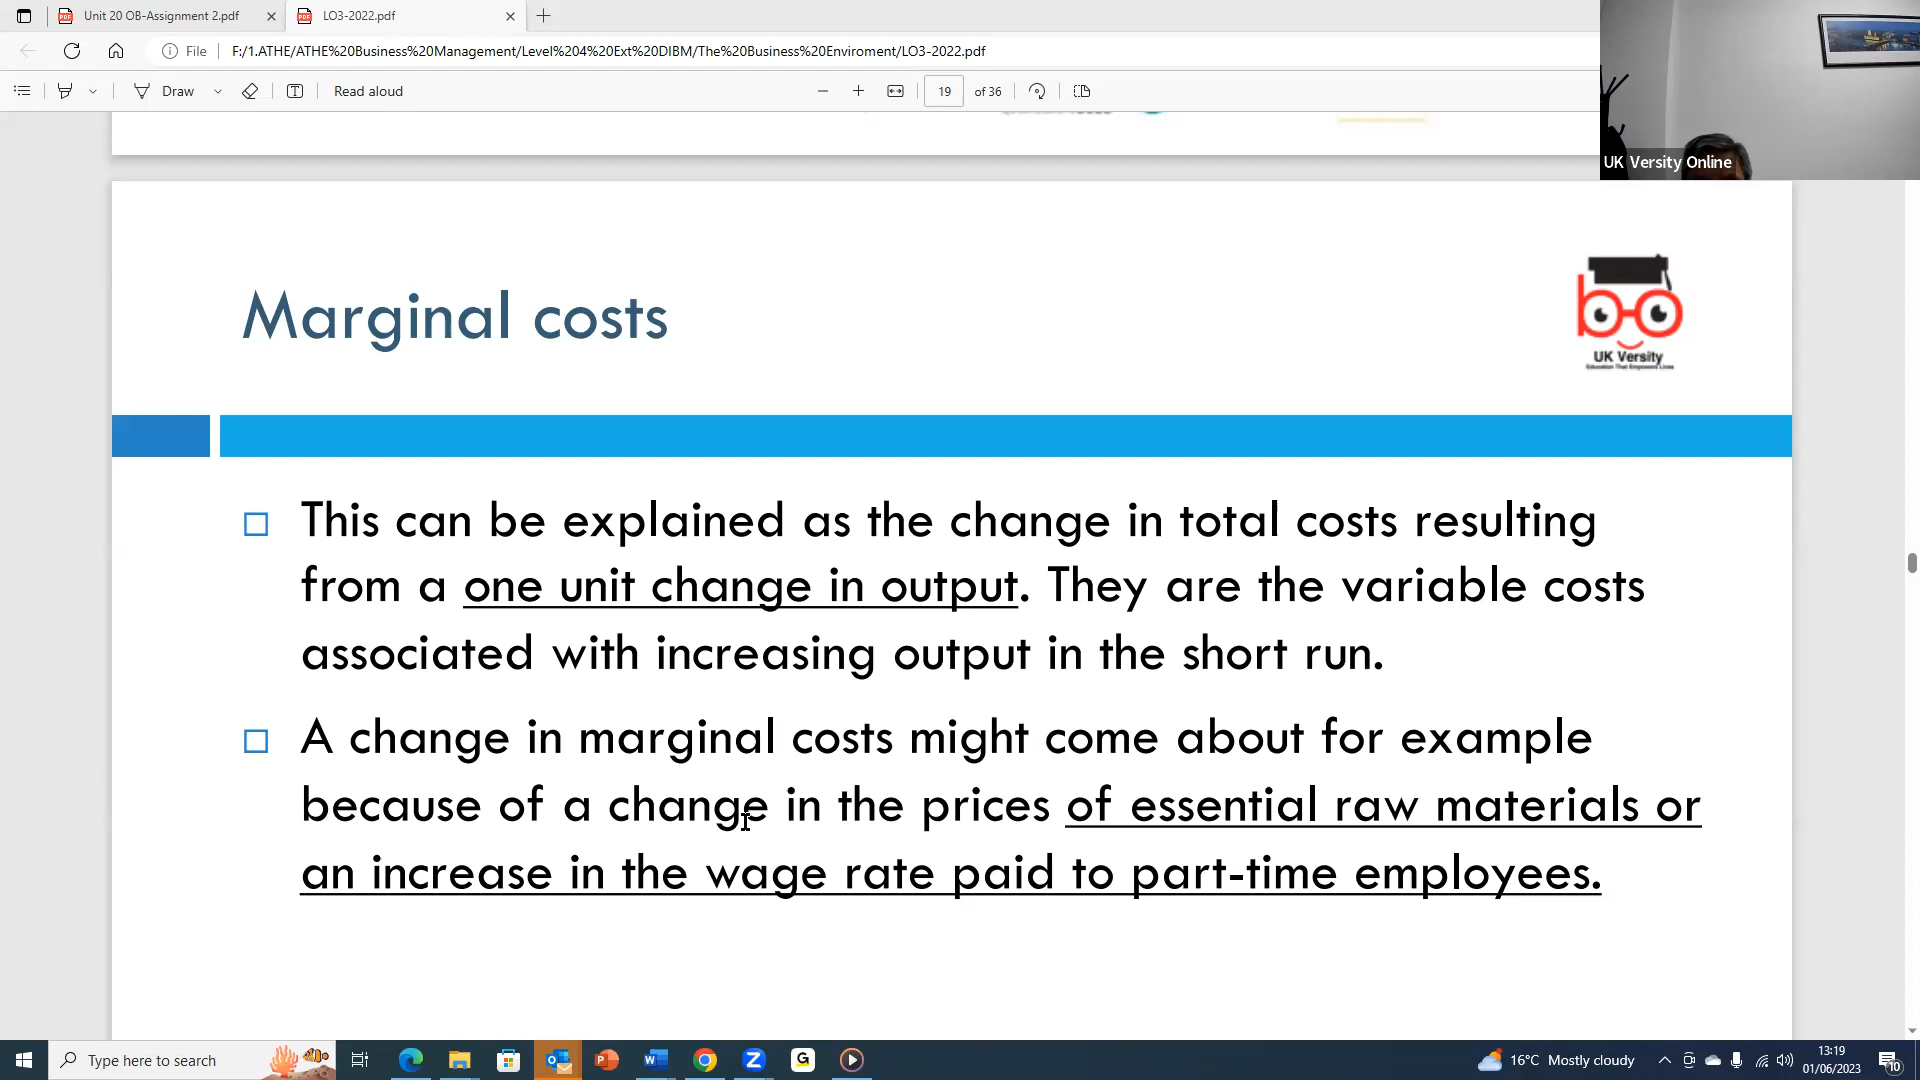 Unit 20 OB-Assignment 2.pdf
LO3-2022.pdf
File
F:/1.ATHE/ATHE%20Business%20Management/Level%204%20Ext%20DIBM/The%20Business%20Enviroment/LO3-2022.pdf
Draw
Read aloud
19 of 36
UK Versity Online
Marginal costs
UK Versity
Education That Empowers Lives
This can be explained as the change in total costs resulting
from a one unit change in output. They are the variable costs
associated with increasing output in the short run.
A change in marginal costs might come about for example
because of a change in the prices of essential raw materials or
an increase in the wage rate paid to part-time employees.
Type here to search
16°C Mostly cloudy
13:19
01/06/2023
10